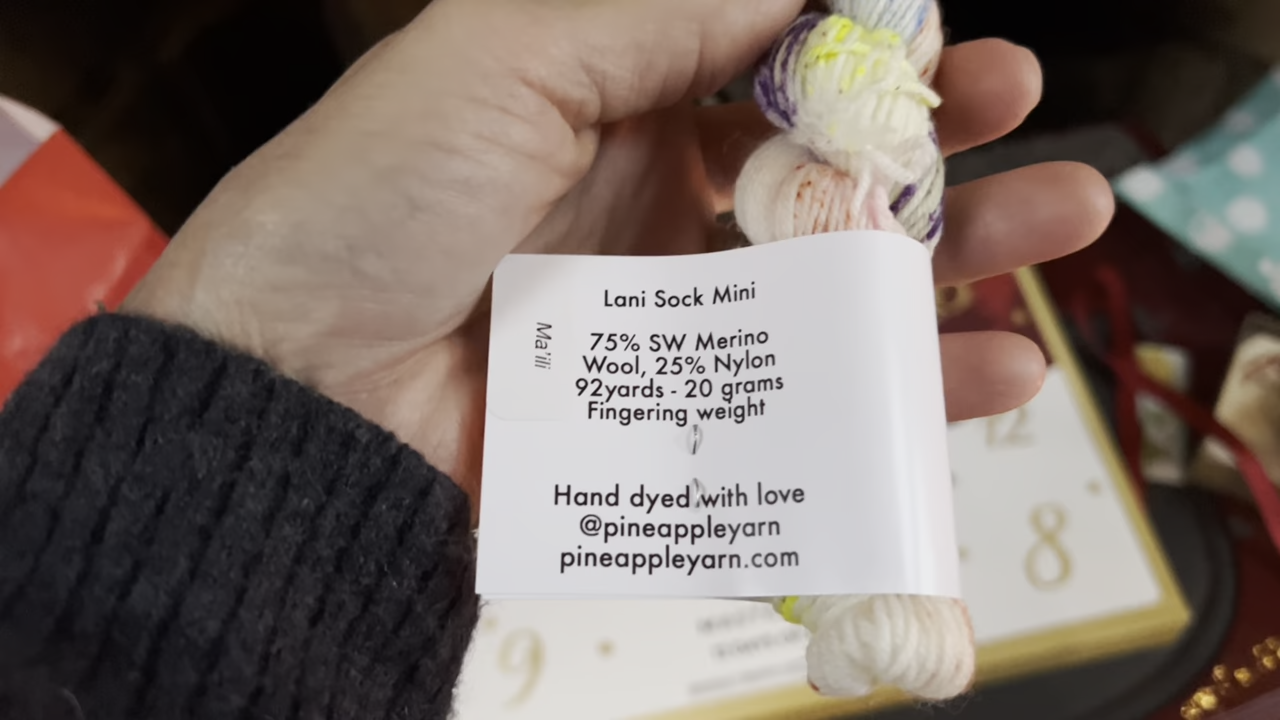 Lani Sock Mini
Ma'ili
75% SW Merino
Wool, 25% Nylon
92yards - 20 grams
Fingering weight
Hand dyed with love
@pineappleyarn
pineappleyarn.com
12
8
9